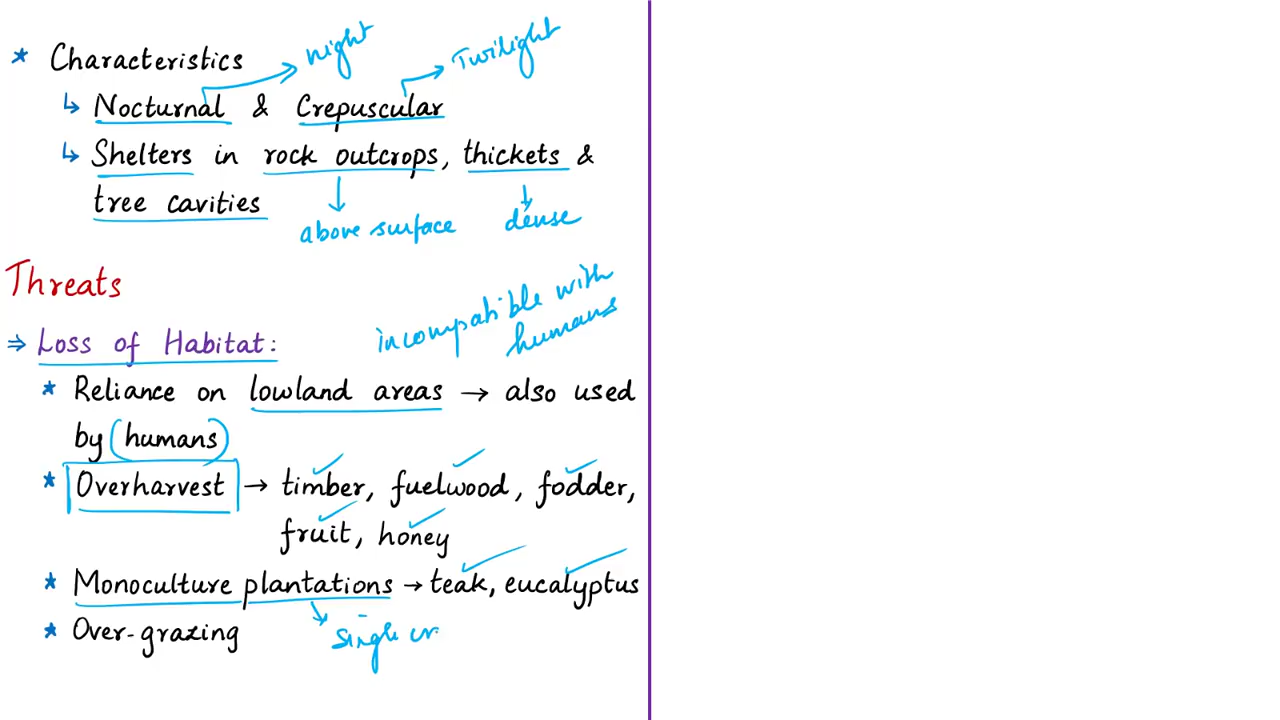 * Characteristics
night
Twilight
↳ Nocturnal & Crepuscular
↳ Shelters in rock outcrops, thickets &
tree cavities
above surface
dense
Threats
incompatible with
humans
⇒ Loss of Habitat:
* Reliance on lowland areas → also used
by (humans)
* Overharvest → timber, fuelwood, fodder,
fruit, honey
* Monoculture plantations → teak, eucalyptus
* Over-grazing
Single cr